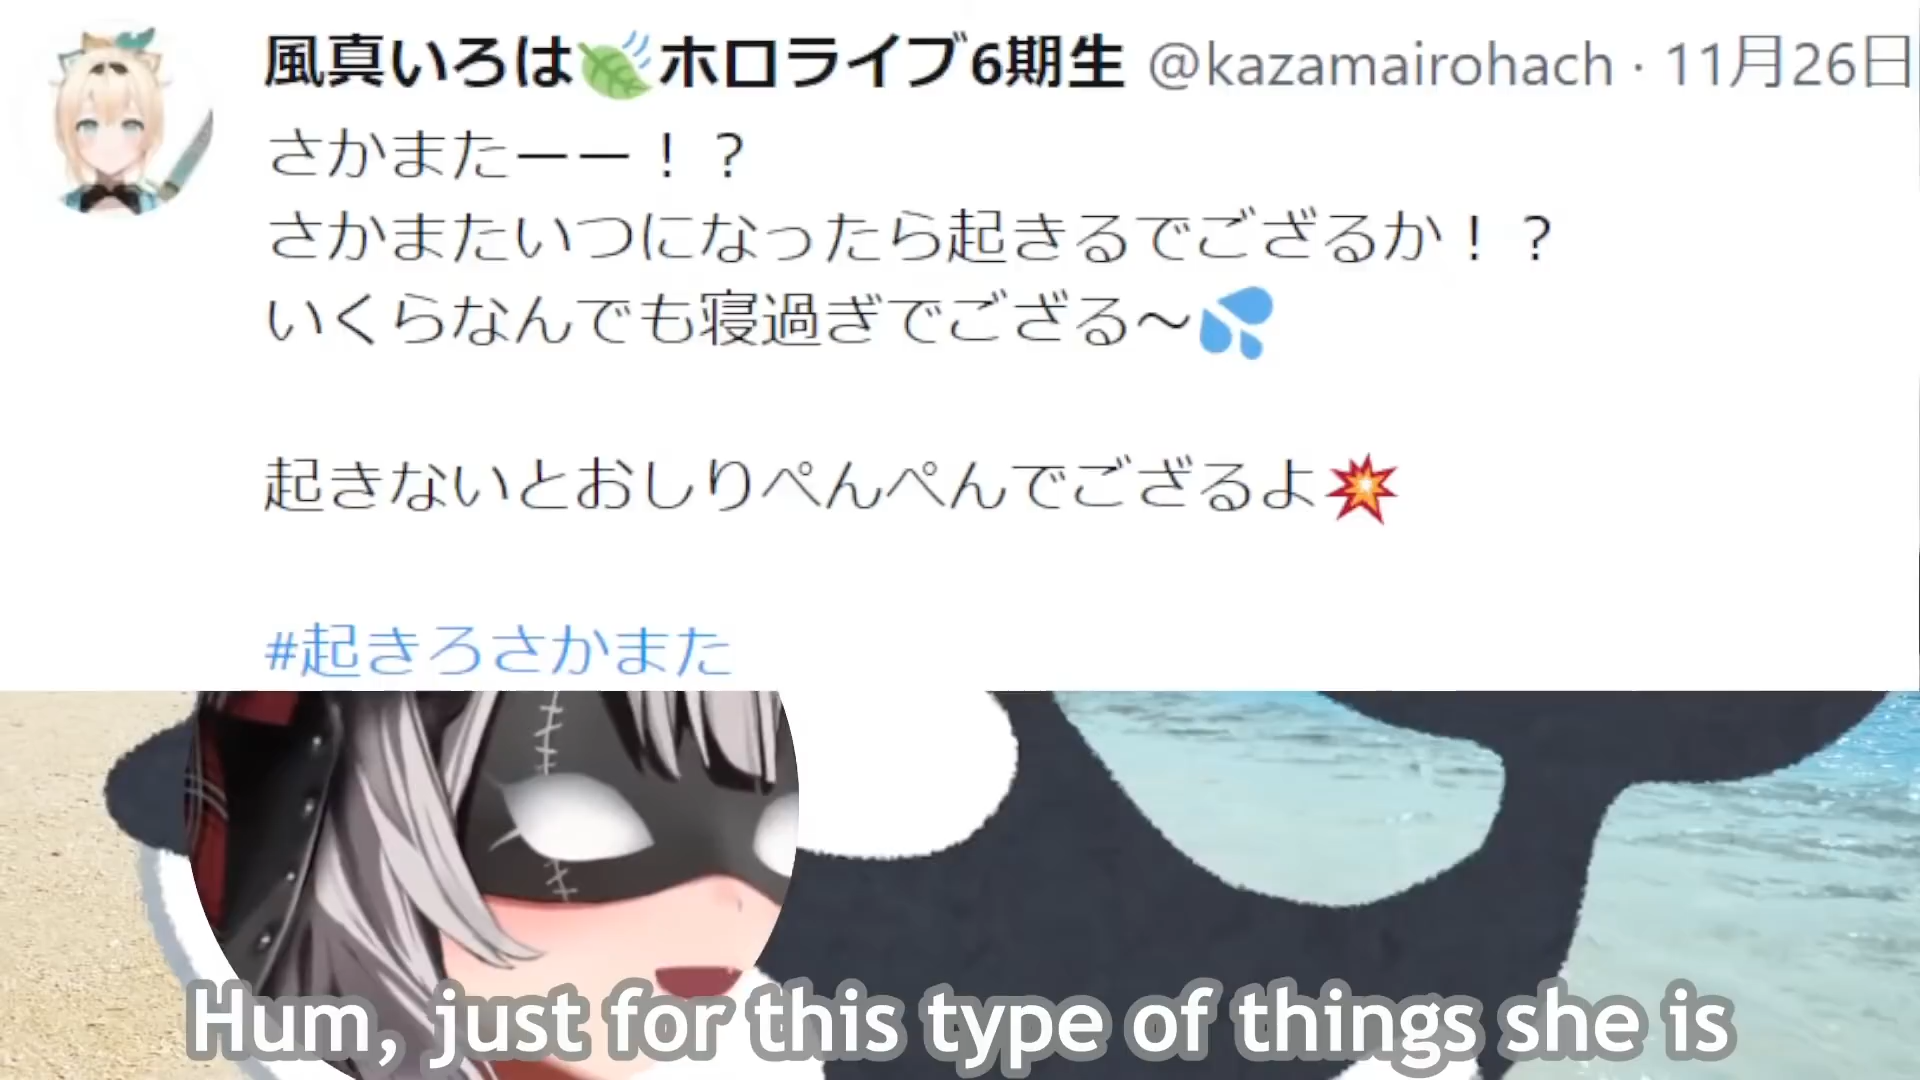 風真いろは🍃ホロライブ6期生 @kazamairohach · 11月26日
さかまたーー！？
さかまたいつになったら起きるでござるか！？
いくらなんでも寝過ぎでござる〜💦
起きないとおしりぺんぺんでござるよ💥
#起きろさかまた
Hum, just for this type of things she is